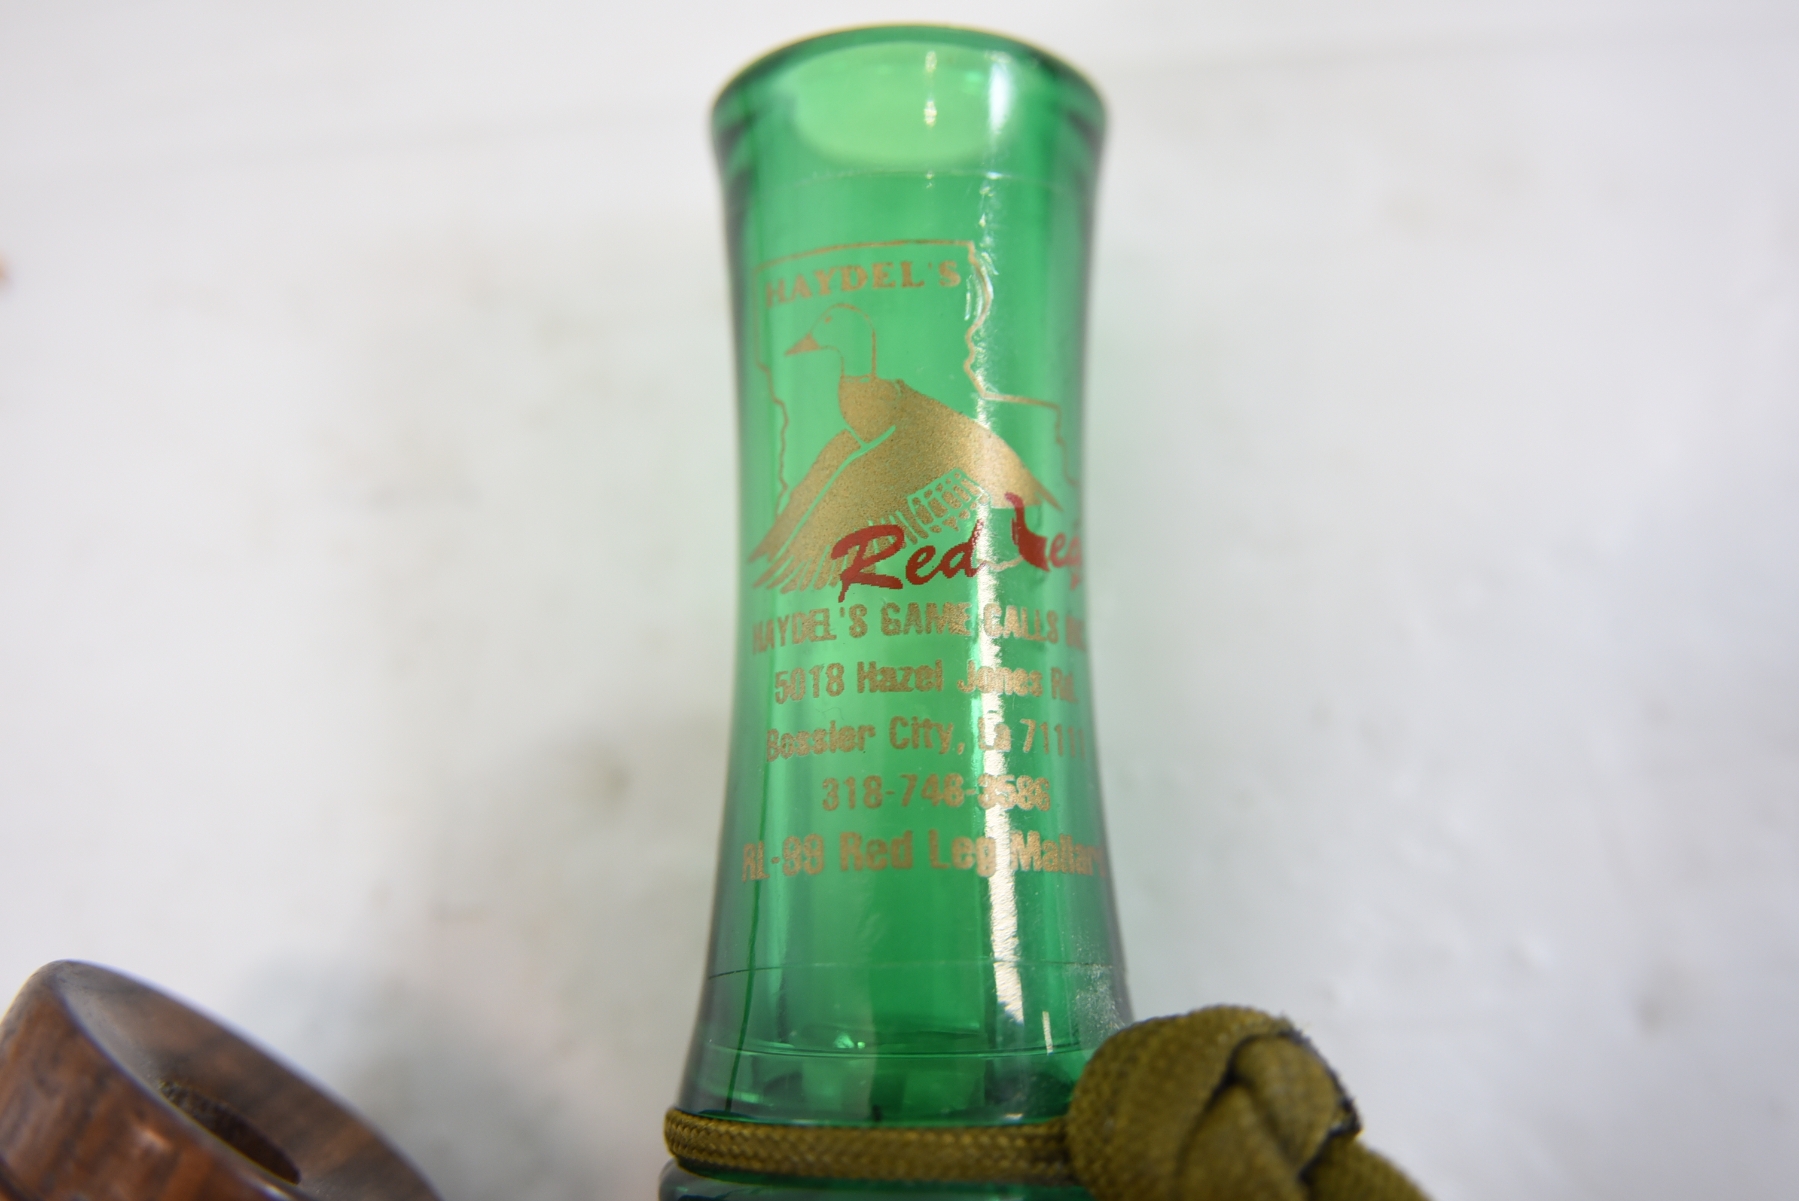 HAYDEL'S
Red Leg
HAYDEL'S GAME CALLS
5018 Hazel Jones Rd.
Bossier City, La 71111
318-746-3586
RL-99 Red Leg Mallard